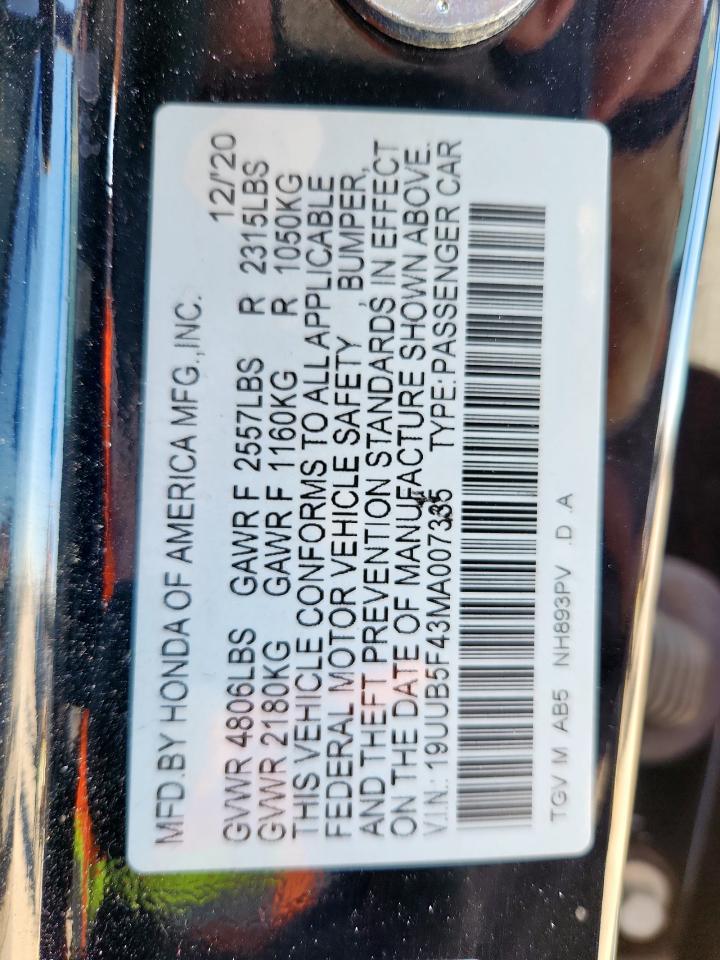 MFD.BY HONDA OF AMERICA MFG.,INC.
12/'20
GVWR 4806LBS GAWR F 2557LBS R 2315LBS
GVWR 2180KG GAWR F 1160KG R 1050KG
THIS VEHICLE CONFORMS TO ALL APPLICABLE
FEDERAL MOTOR VEHICLE SAFETY, BUMPER,
AND THEFT PREVENTION STANDARDS, IN EFFECT
ON THE DATE OF MANUFACTURE SHOWN ABOVE.
V.I.N.: 19UUB5F43MA007335 TYPE:PASSENGER CAR
TGV M AB5 NH893PV .D .A